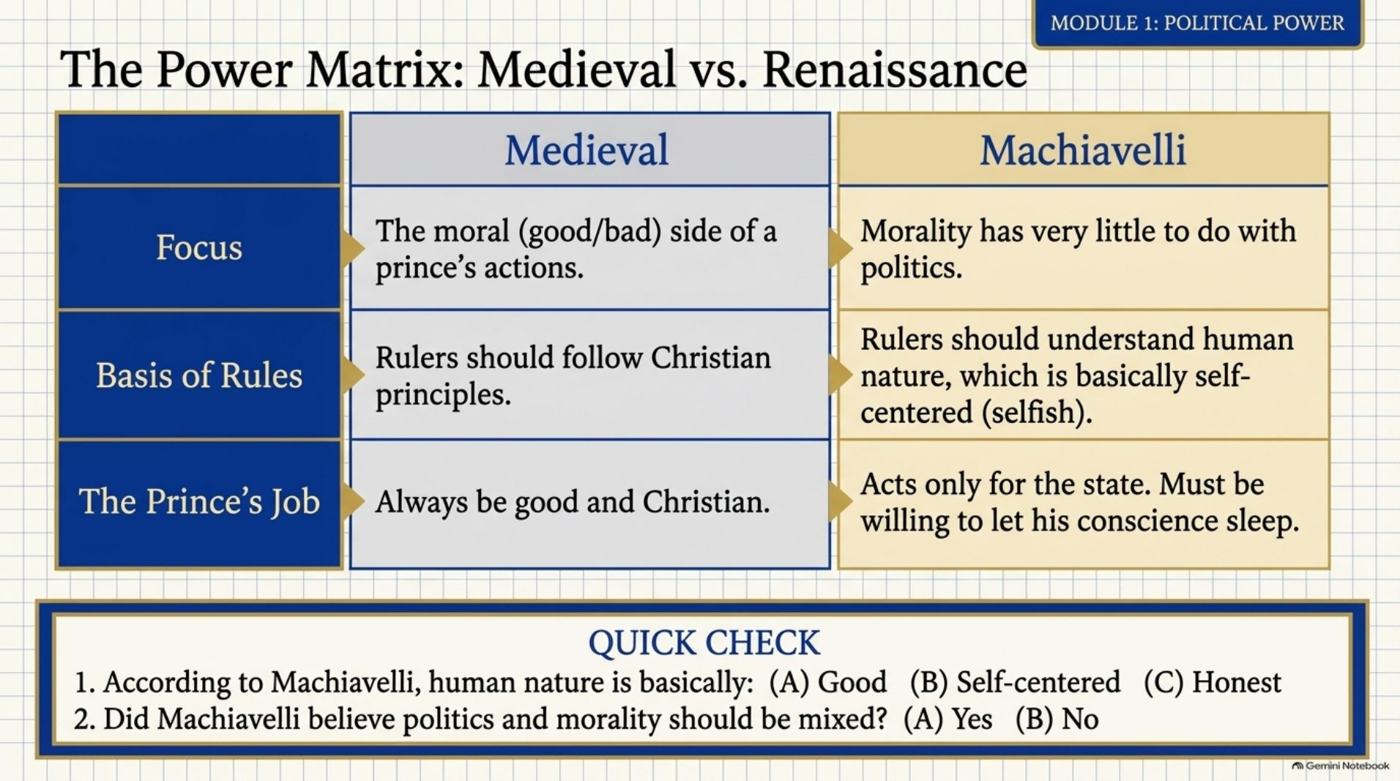 MODULE 1: POLITICAL POWER
The Power Matrix: Medieval vs. Renaissance
Medieval
Machiavelli
Focus
The moral (good/bad) side of a
prince’s actions.
Morality has very little to do with
politics.
Basis of Rules
Rulers should follow Christian
principles.
Rulers should understand human
nature, which is basically self-
centered (selfish).
The Prince’s Job
Always be good and Christian.
Acts only for the state. Must be
willing to let his conscience sleep.
QUICK CHECK
1. According to Machiavelli, human nature is basically: (A) Good (B) Self-centered (C) Honest
2. Did Machiavelli believe politics and morality should be mixed? (A) Yes (B) No
Gemini Notebook